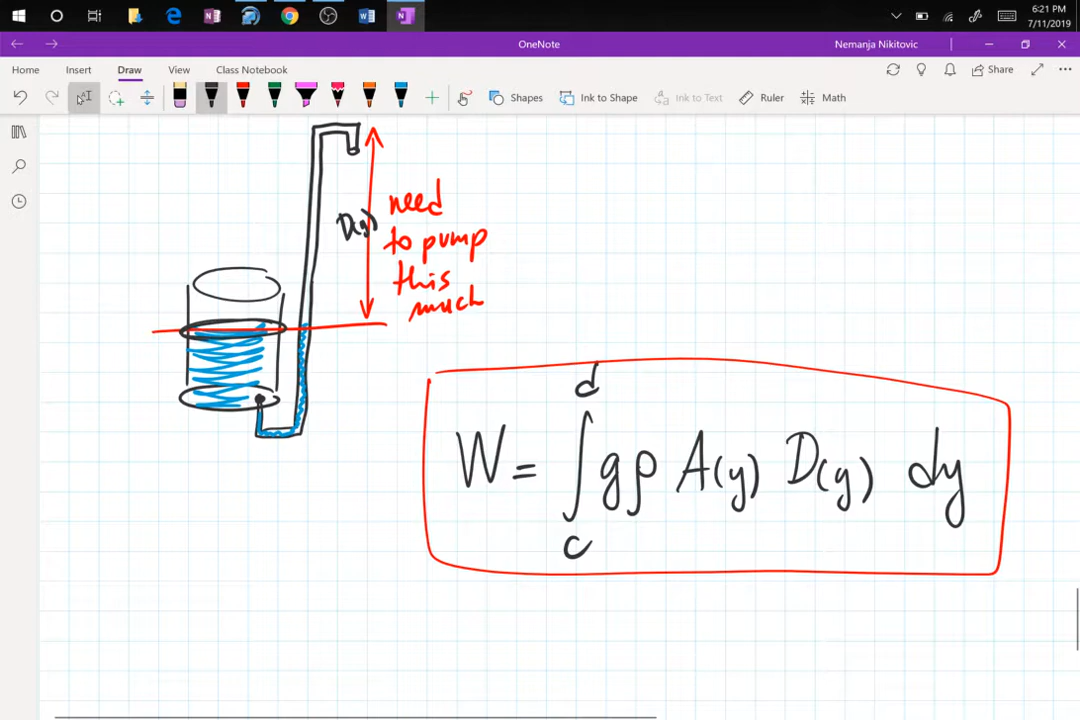 6:21 PM
7/11/2019
OneNote
Nemanja Nikitovic
Home Insert Draw View Class Notebook
Share
Shapes Ink to Shape Ink to Text Ruler Math
D(y)
need
to pump
this
much
d
W = ∫ gρ A(y) D(y) dy
c